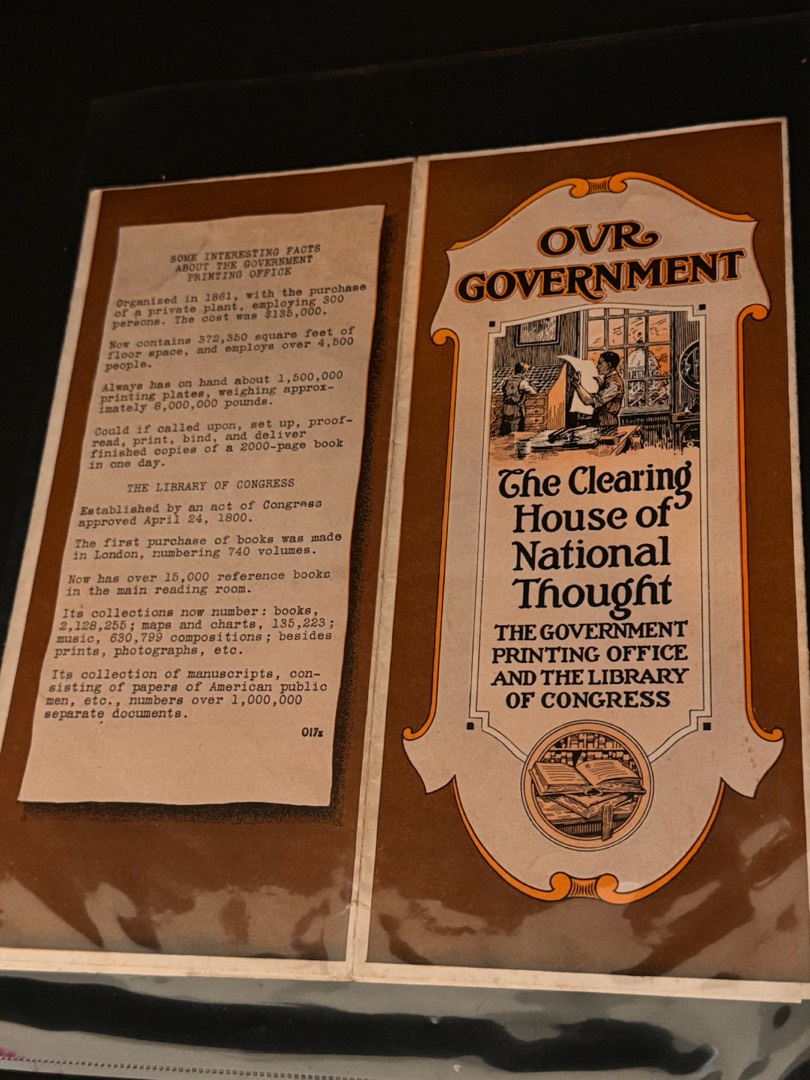 SOME INTERESTING FACTS
ABOUT THE GOVERNMENT
PRINTING OFFICE
Organized in 1861, with the purchase
of a private plant, employing 300
persons. The cost was $135,000.
Now contains 372,350 square feet of
floor space, and employs over 4,500
people.
Always has on hand about 1,500,000
printing plates, weighing approx-
imately 8,000,000 pounds.
Could if called upon, set up, proof-
read, print, bind, and deliver
finished copies of a 2000-page book
in one day.
THE LIBRARY OF CONGRESS
Established by an act of Congress
approved April 24, 1800.
The first purchase of books was made
in London, numbering 740 volumes.
Now has over 15,000 reference books
in the main reading room.
Its collections now number: books,
2,128,255; maps and charts, 135,223;
music, 630,799 compositions; besides
prints, photographs, etc.
Its collection of manuscripts, con-
sisting of papers of American public
men, etc., numbers over 1,000,000
separate documents.
017z
OUR
GOVERNMENT
The Clearing
House of
National
Thought
THE GOVERNMENT
PRINTING OFFICE
AND THE LIBRARY
OF CONGRESS